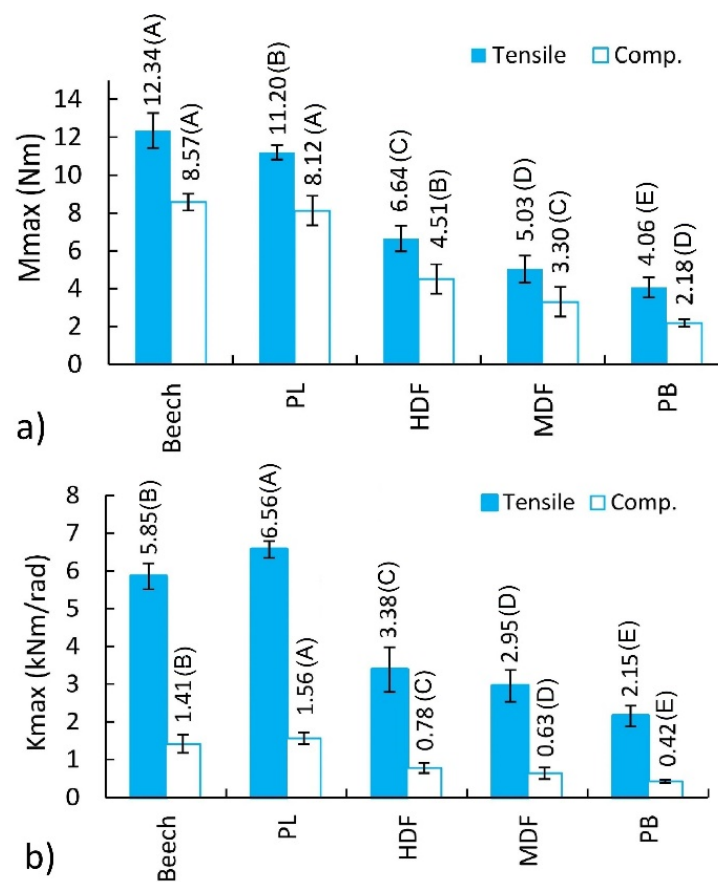 Tensile Comp.
Mmax (Nm)
14
12
10
8
6
4
2
0
12.34 (A)
8.57(A)
11.20 (B)
8.12 (A)
6.64 (C)
4.51(B)
5.03 (D)
3.30 (C)
4.06 (E)
2.18 (D)
Beech
PL
HDF
MDF
PB
a)
Tensile Comp.
Kmax (kNm/rad)
8
7
6
5
4
3
2
1
0
5.85(B)
1.41 (B)
6.56(A)
1.56 (A)
3.38 (C)
0.78 (C)
2.95(D)
0.63 (D)
2.15(E)
0.42(E)
Beech
PL
HDF
MDF
PB
b)